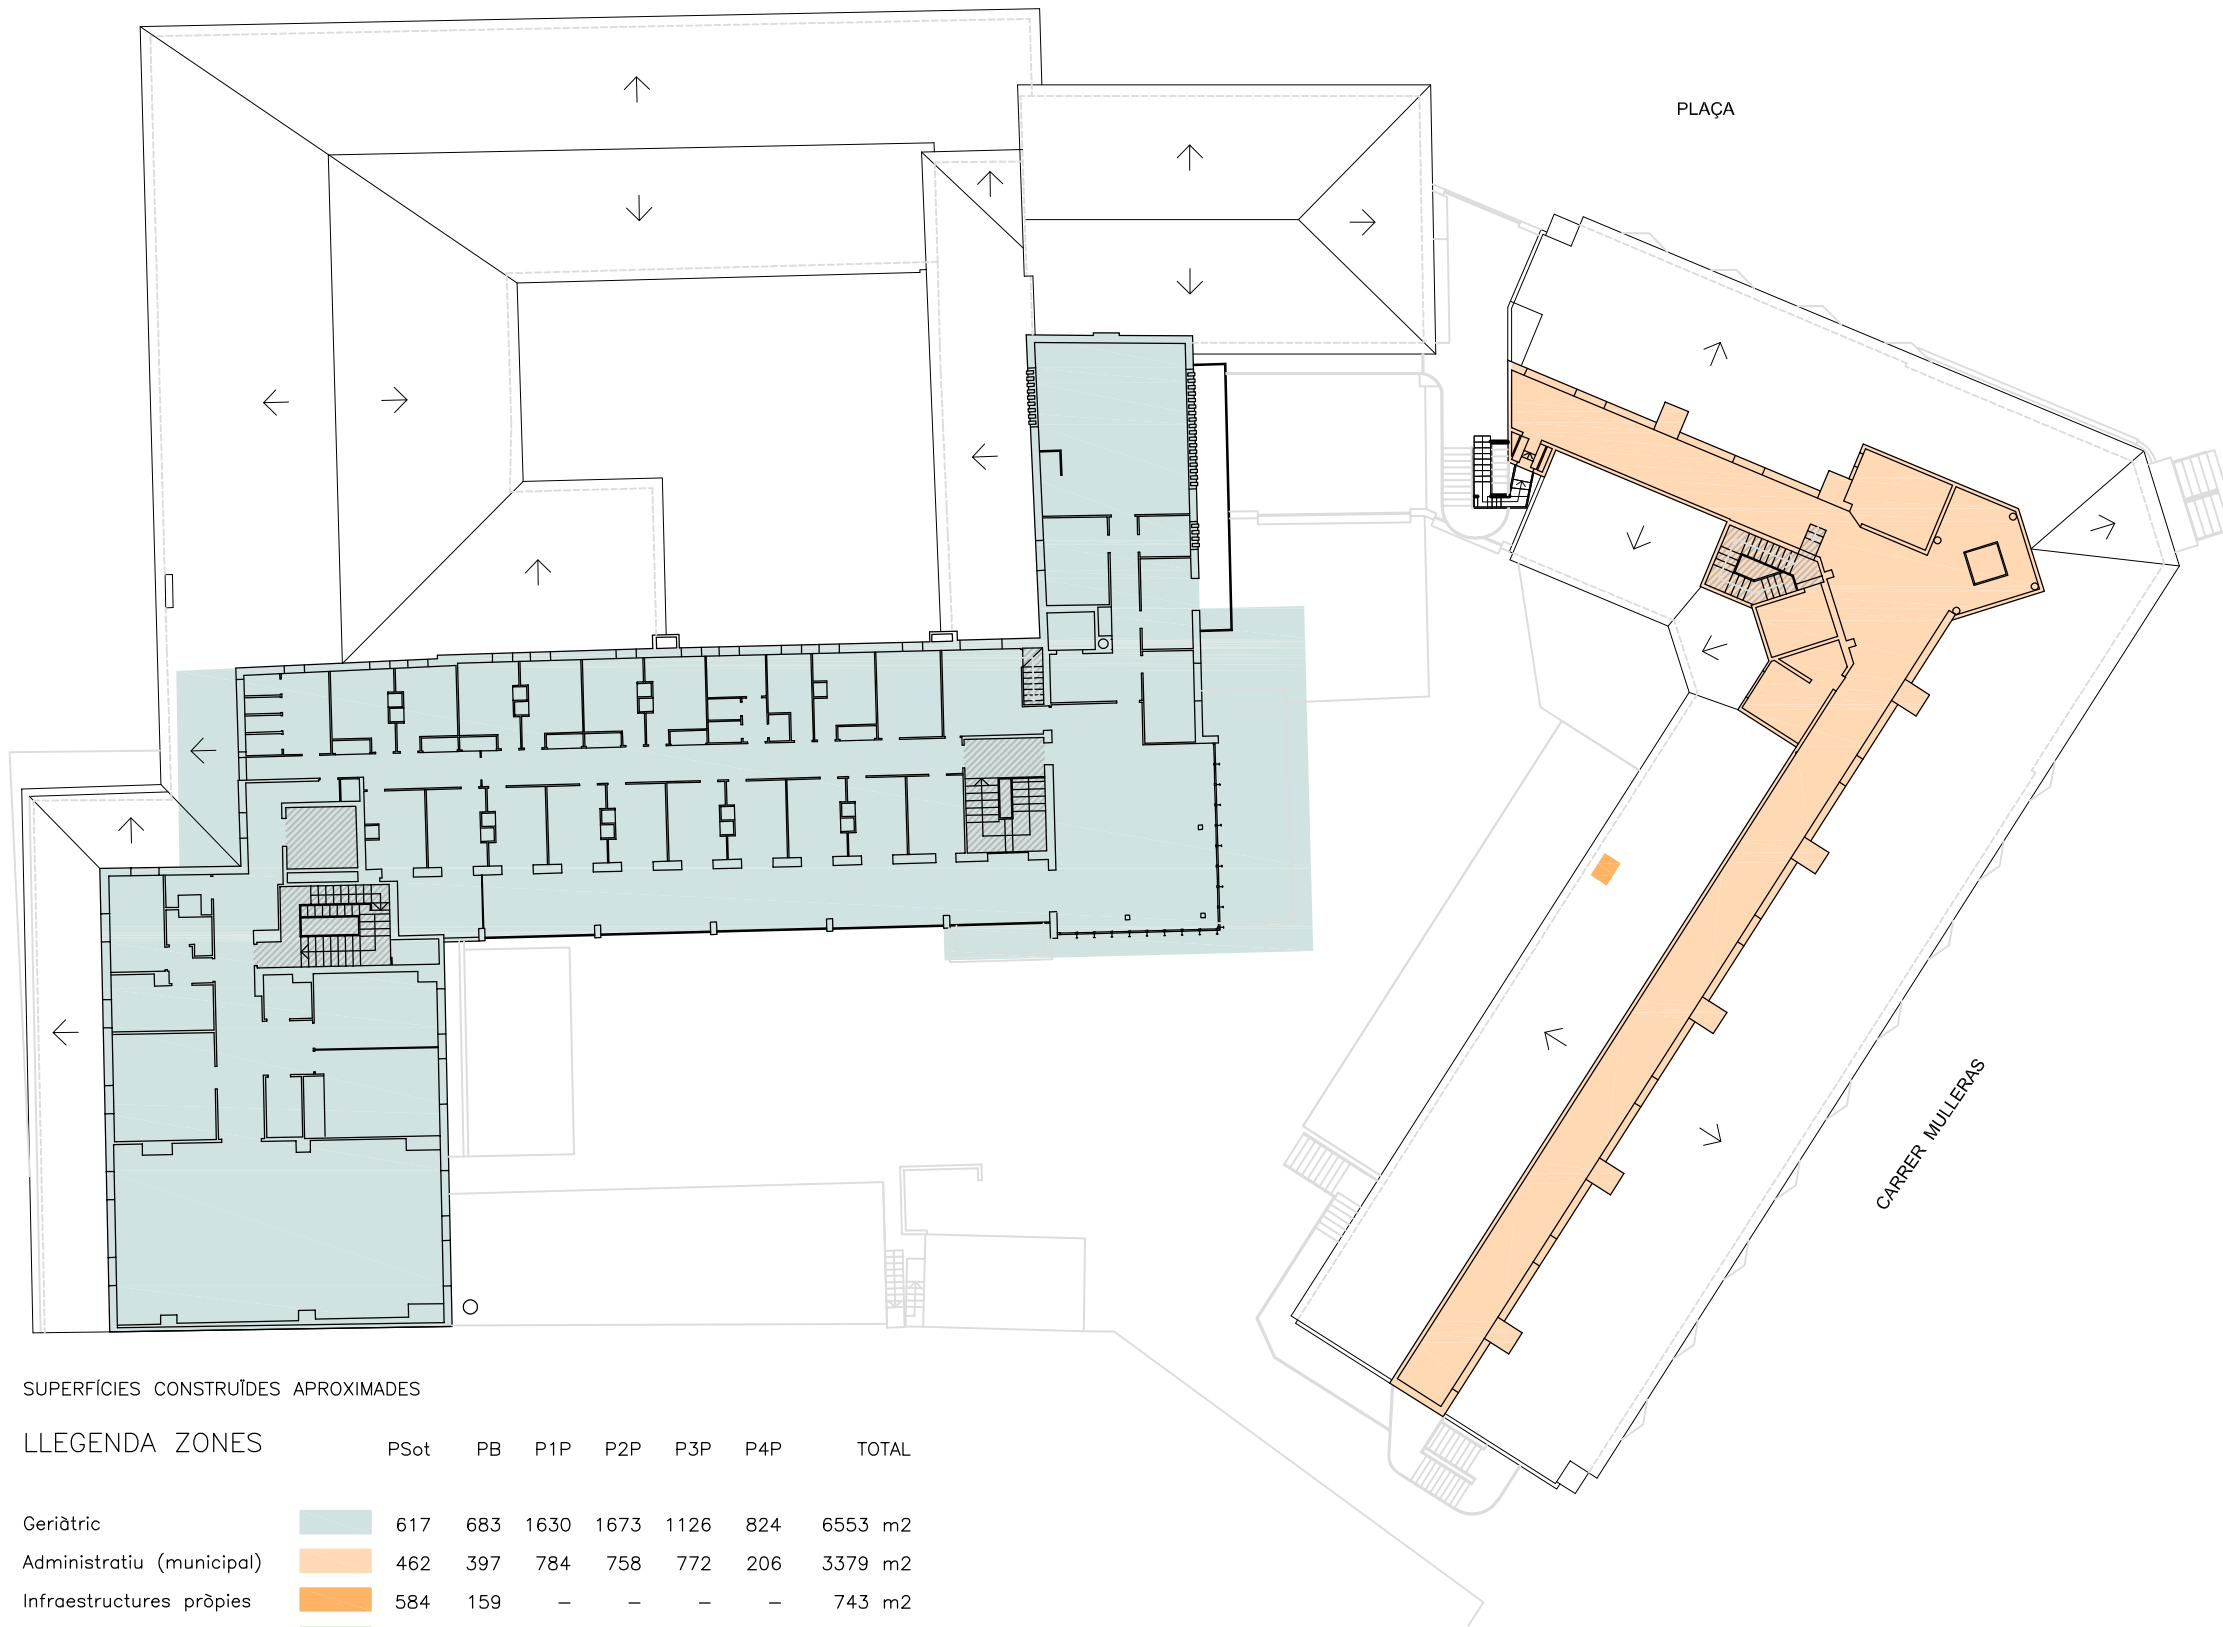 PLAÇA
CARRER MULLERAS
SUPERFÍCIES CONSTRUÏDES APROXIMADES
LLEGENDA ZONES PSot PB P1P P2P P3P P4P TOTAL
Geriàtric 617 683 1630 1673 1126 824 6553 m2
Administratiu (municipal) 462 397 784 758 772 206 3379 m2
Infraestructures pròpies 584 159 – – – – 743 m2